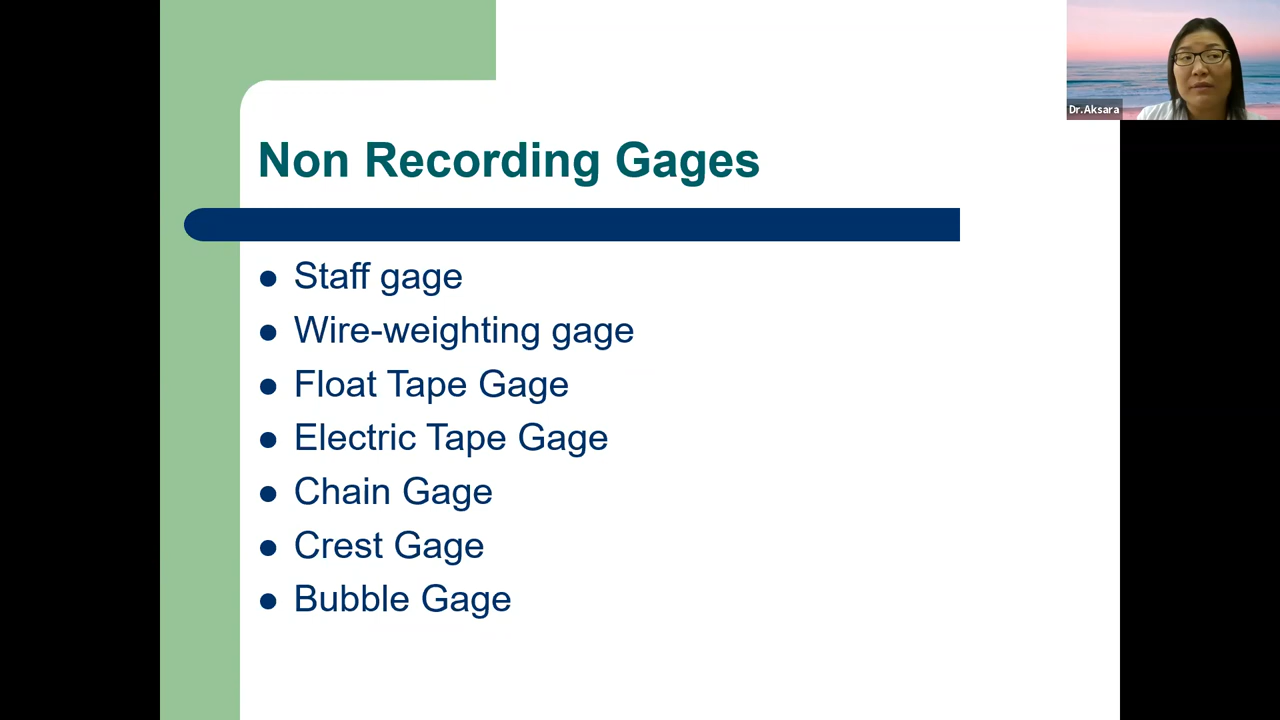 Dr.Aksara
Non Recording Gages
Staff gage
Wire-weighting gage
Float Tape Gage
Electric Tape Gage
Chain Gage
Crest Gage
Bubble Gage